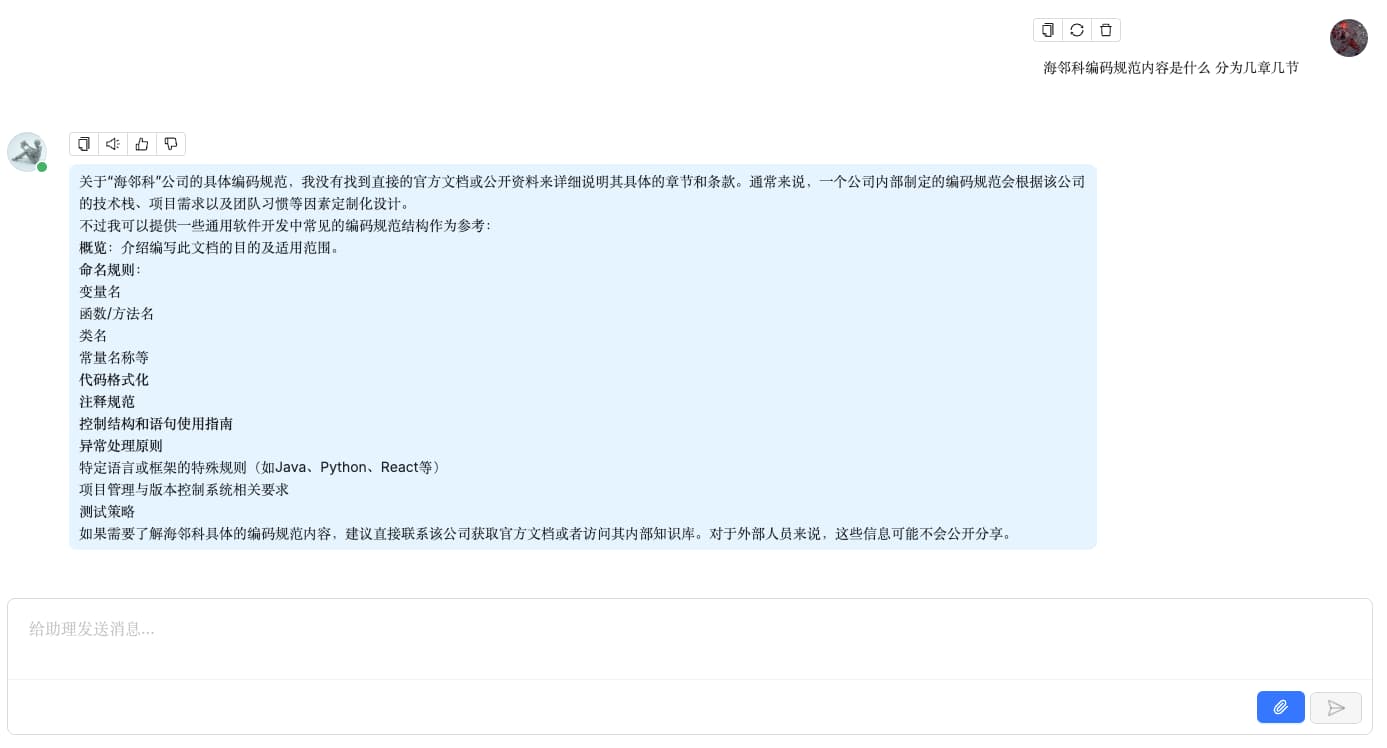 海邻科编码规范内容是什么 分为几章几节
关于“海邻科”公司的具体编码规范，我没有找到直接的官方文档或公开资料来详细说明其具体的章节和条款。通常来说，一个公司内部制定的编码规范会根据该公司
的技术栈、项目需求以及团队习惯等因素定制化设计。
不过我可以提供一些通用软件开发中常见的编码规范结构作为参考：
概览：介绍编写此文档的目的及适用范围。
命名规则：
变量名
函数/方法名
类名
常量名称等
代码格式化
注释规范
控制结构和语句使用指南
异常处理原则
特定语言或框架的特殊规则（如Java、Python、React等）
项目管理与版本控制系统相关要求
测试策略
如果需要了解海邻科具体的编码规范内容，建议直接联系该公司获取官方文档或者访问其内部知识库。对于外部人员来说，这些信息可能不会公开分享。
给助理发送消息...